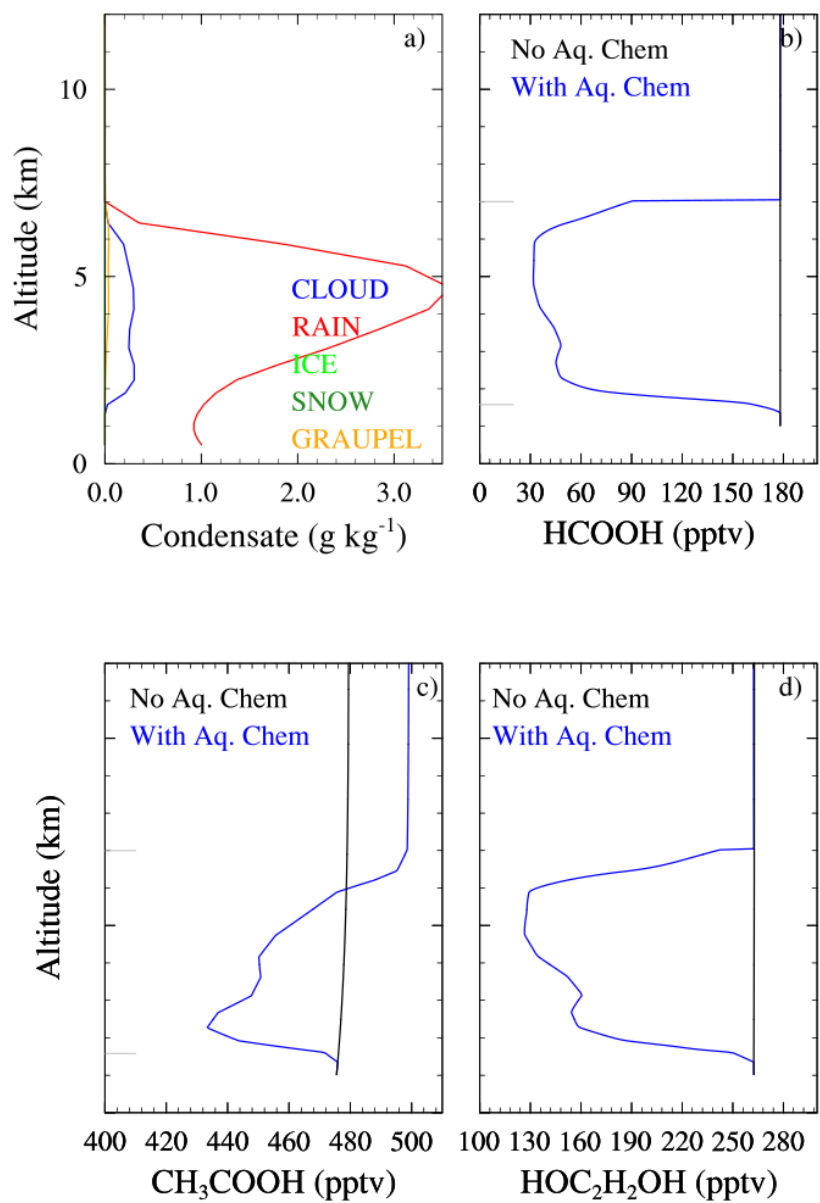 a)
10
5
0
Altitude (km)
CLOUD
RAIN
ICE
SNOW
GRAUPEL
0.0 1.0 2.0 3.0
Condensate (g kg⁻¹)
b)
No Aq. Chem
With Aq. Chem
0 30 60 90 120 150 180
HCOOH (pptv)
c)
No Aq. Chem
With Aq. Chem
Altitude (km)
400 420 440 460 480 500
CH₃COOH (pptv)
d)
No Aq. Chem
With Aq. Chem
100 130 160 190 220 250 280
HOC₂H₂OH (pptv)